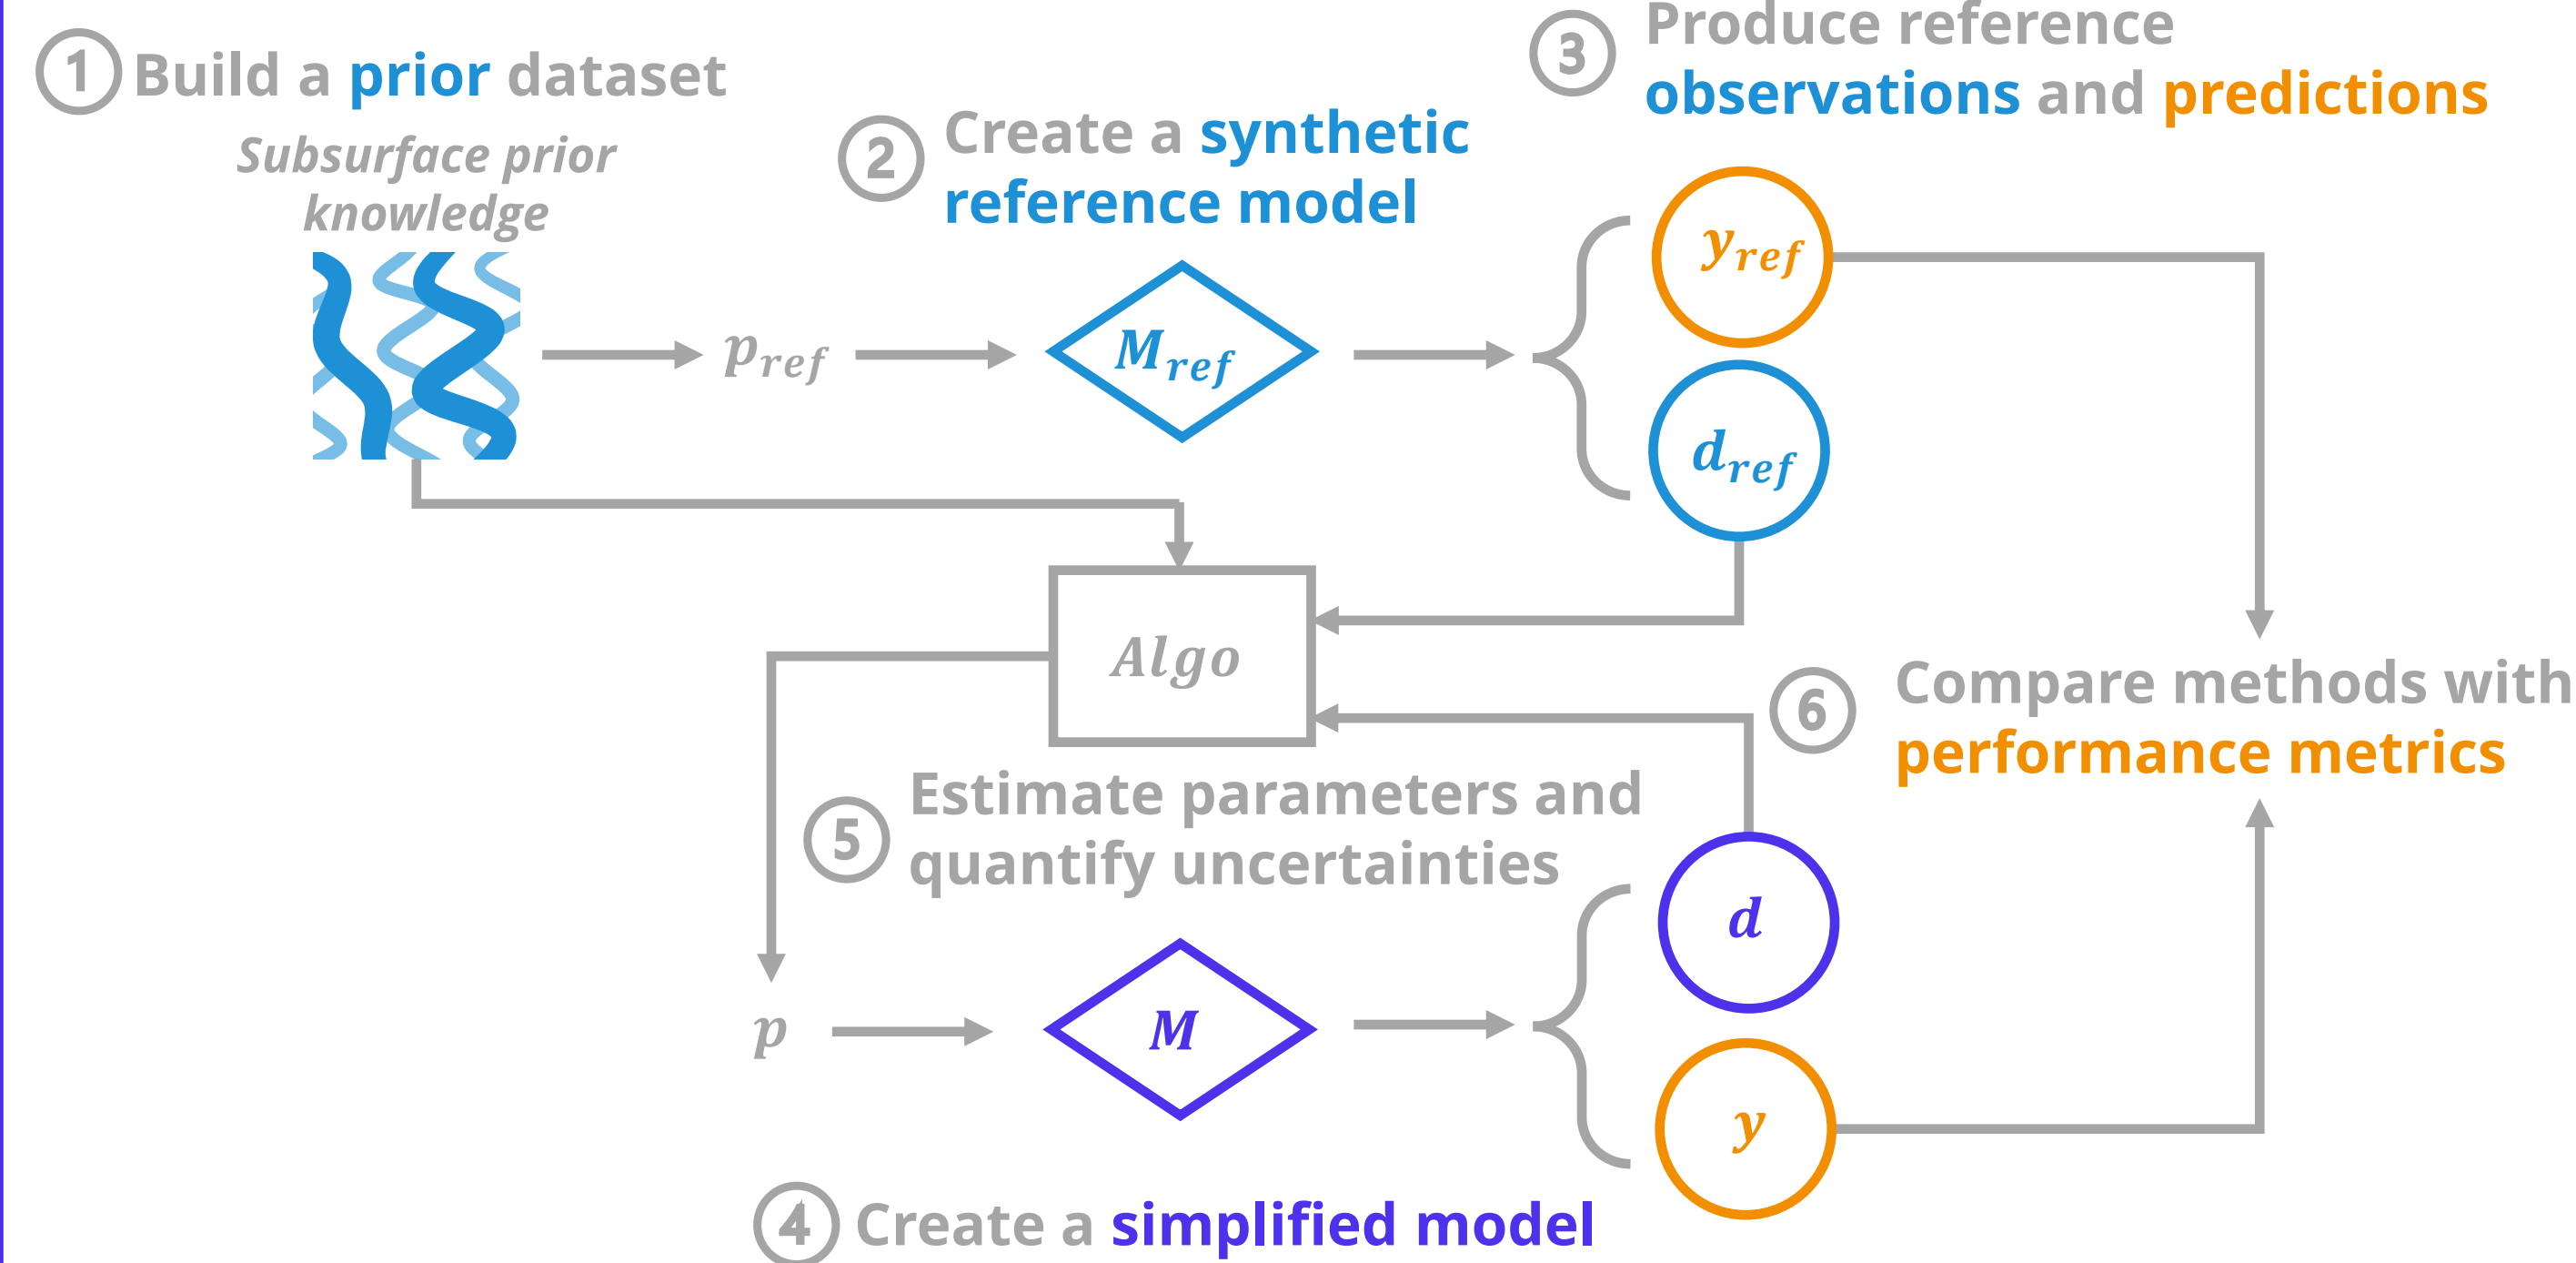 1 Build a prior dataset
Subsurface prior
knowledge
2 Create a synthetic
reference model
3 Produce reference
observations and predictions
p_ref
M_ref
y_ref
d_ref
Algo
6 Compare methods with
performance metrics
5 Estimate parameters and
quantify uncertainties
d
p
M
y
4 Create a simplified model